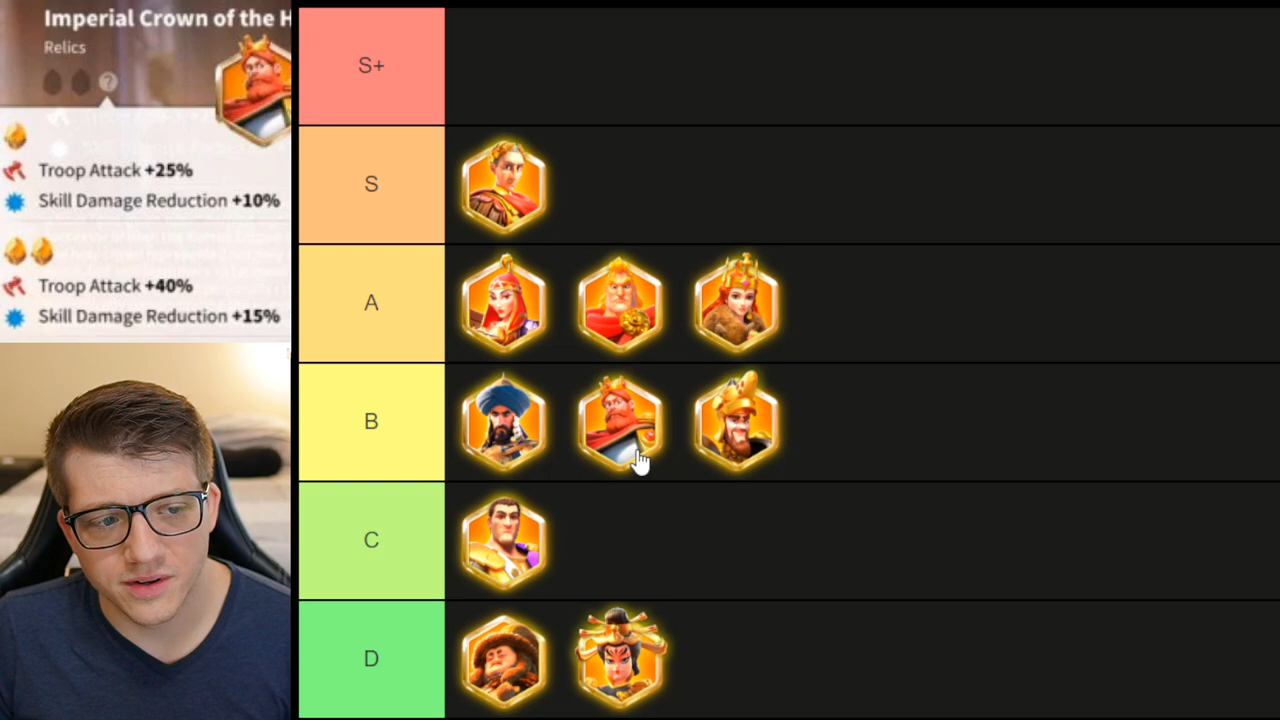 Imperial Crown of the H
Relics
?
Troop Attack +25%
Skill Damage Reduction +10%
Troop Attack +40%
Skill Damage Reduction +15%
S+
S
A
B
C
D